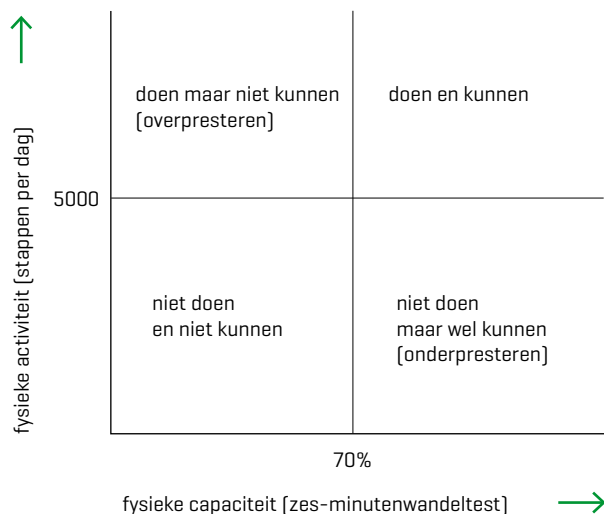 doen maar niet kunnen
(overpresteren)
doen en kunnen
5000
fysieke activiteit (stappen per dag)
niet doen
en niet kunnen
niet doen
maar wel kunnen
(onderpresteren)
70%
fysieke capaciteit (zes-minutenwandeltest)